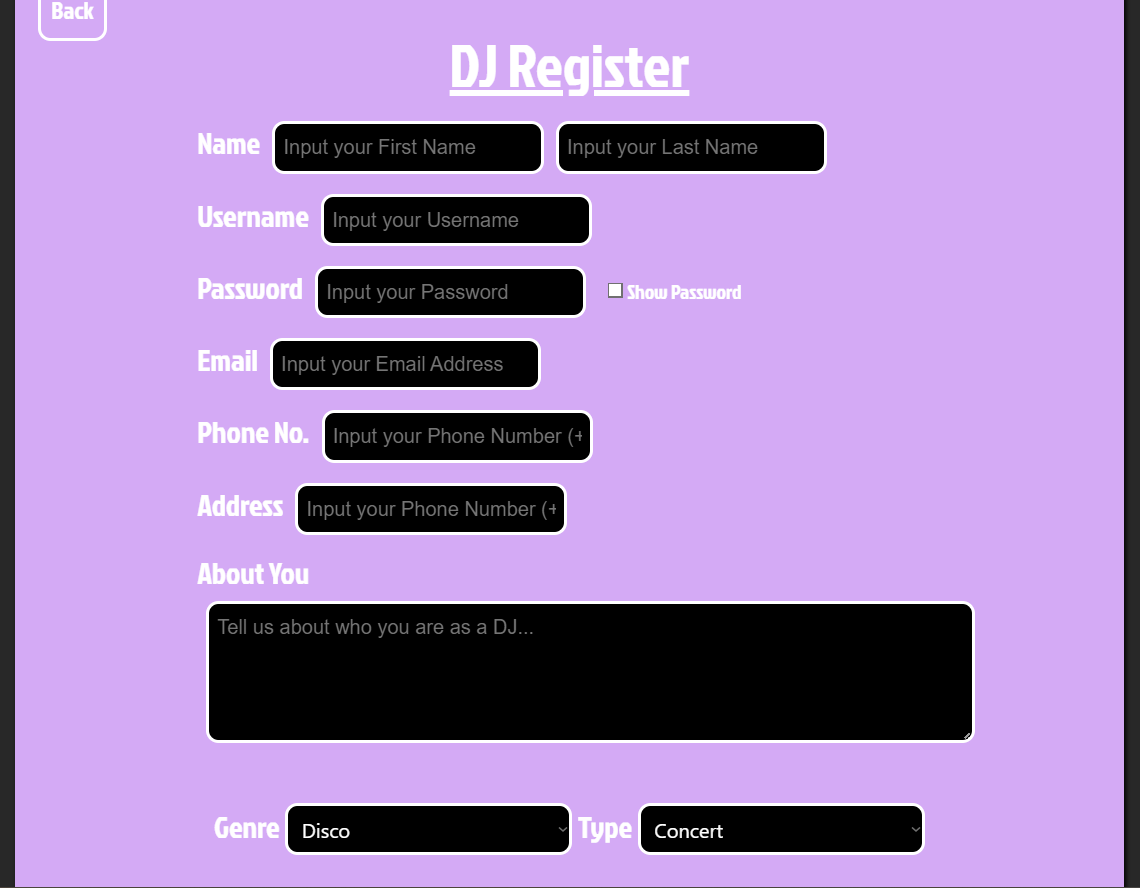 Back
DJ Register
Name Input your First Name Input your Last Name
Username Input your Username
Password Input your Password Show Password
Email Input your Email Address
Phone No. Input your Phone Number (+
Address Input your Phone Number (+
About You
Tell us about who you are as a DJ...
Genre Disco Type Concert